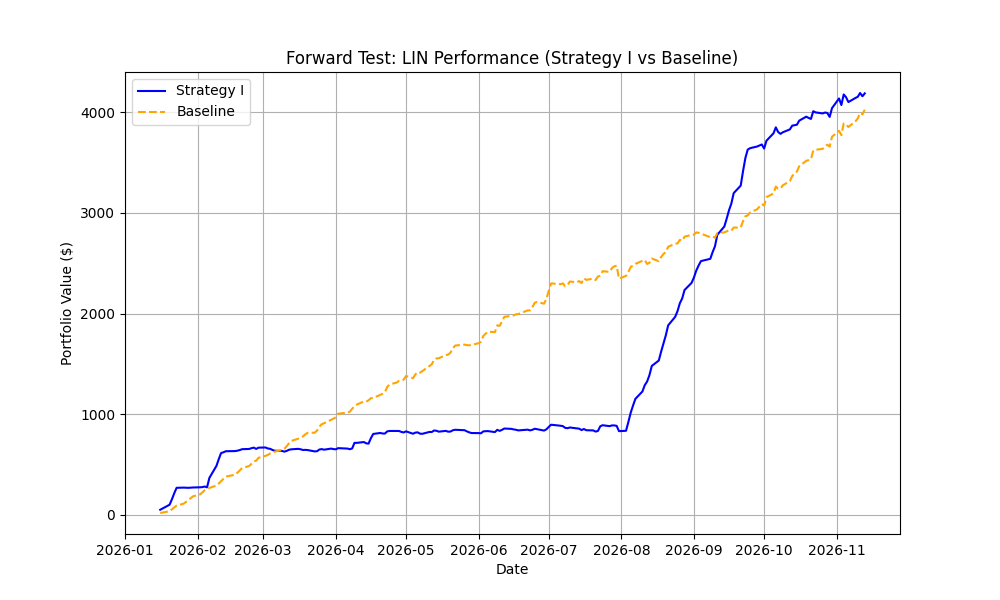 Forward Test: LIN Performance (Strategy I vs Baseline)
Strategy I
Baseline
Portfolio Value ($)
4000
3000
2000
1000
0
2026-01 2026-02 2026-03 2026-04 2026-05 2026-06 2026-07 2026-08 2026-09 2026-10 2026-11
Date